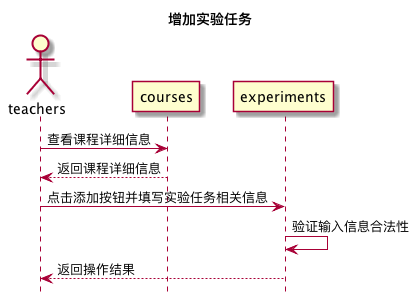 增加实验任务
teachers
courses
experiments
查看课程详细信息
返回课程详细信息
点击添加按钮并填写实验任务相关信息
验证输入信息合法性
返回操作结果